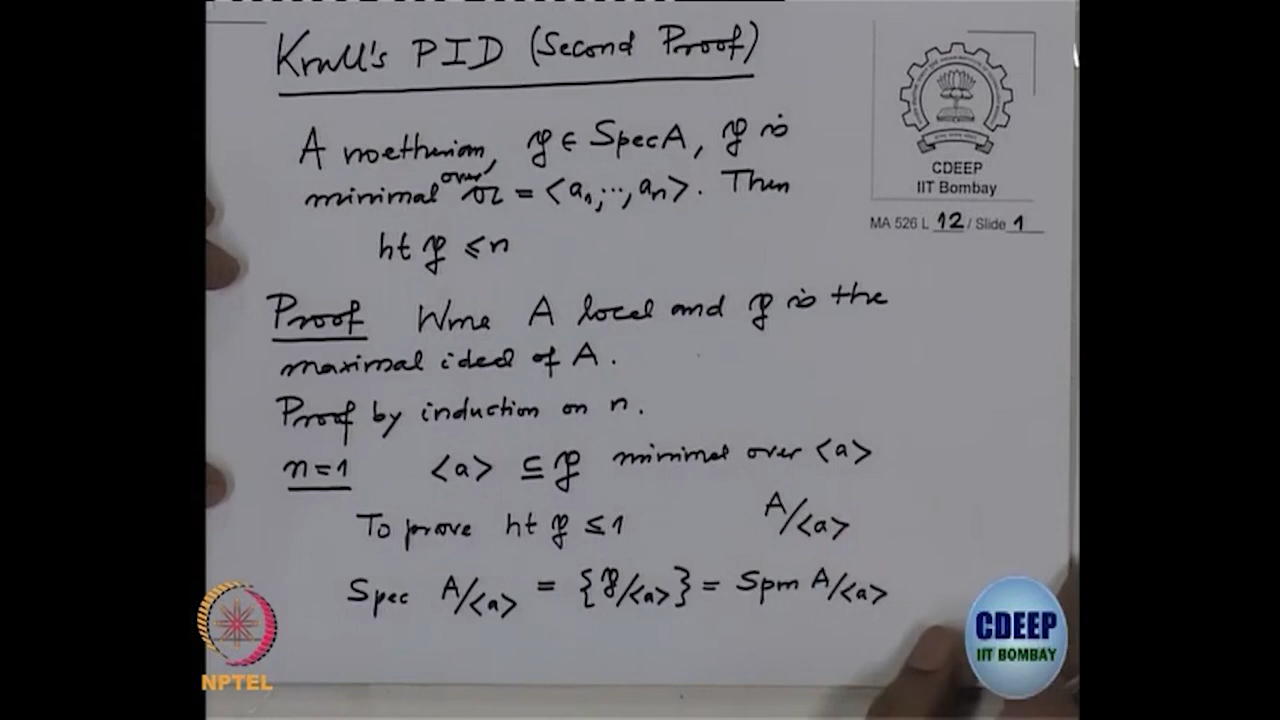 Krull's PID (Second Proof)
A noetherian, 𝔭 ∈ Spec A, 𝔭 is
minimal over 𝔞 = <a₁,…,aₙ>. Then
ht 𝔭 ≤ n
Proof Wma A local and 𝔭 is the
maximal ideal of A.
Proof by induction on n.
n=1 <a> ⊆ 𝔭 minimal over <a>
To prove ht 𝔭 ≤ 1 A/<a>
Spec A/<a> = {𝔭/<a>} = Spm A/<a>
CDEEP
IIT Bombay
MA 526 L 12 / Slide 1
NPTEL
CDEEP
IIT BOMBAY